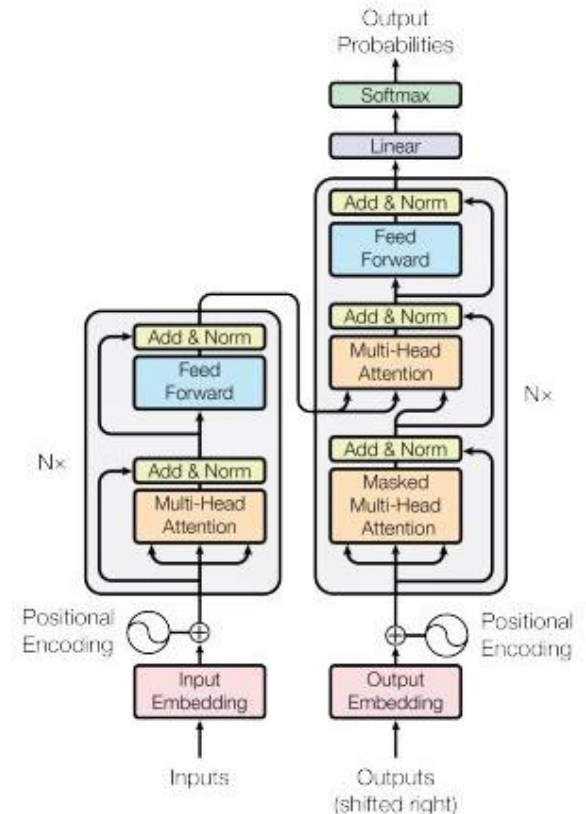 Output
Probabilities
Softmax
Linear
Add & Norm
Feed
Forward
Add & Norm
Multi-Head
Attention
Nx
Add & Norm
Masked
Multi-Head
Attention
Add & Norm
Feed
Forward
Nx
Add & Norm
Multi-Head
Attention
Positional
Encoding
Positional
Encoding
Input
Embedding
Output
Embedding
Inputs
Outputs
(shifted right)